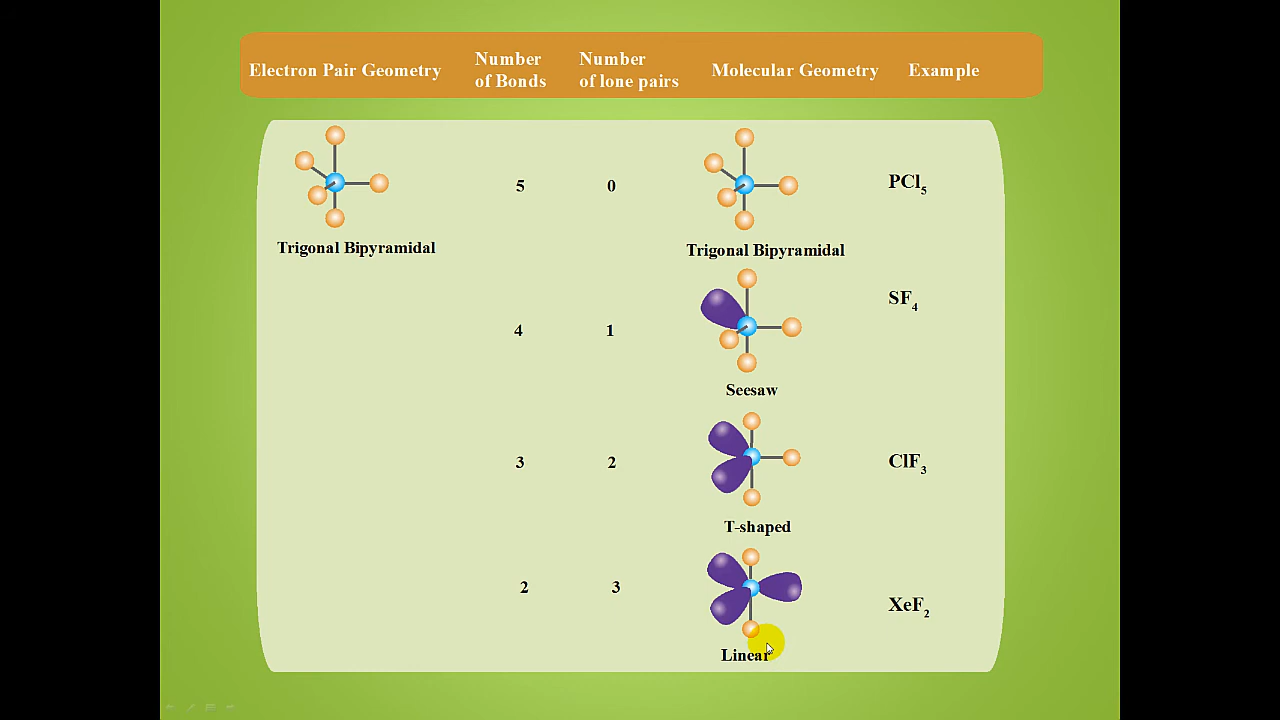 Electron Pair Geometry
Number
of Bonds
Number
of lone pairs
Molecular Geometry
Example
5
0
PCl5
Trigonal Bipyramidal
Trigonal Bipyramidal
4
1
SF4
Seesaw
3
2
ClF3
T-shaped
2
3
XeF2
Linear